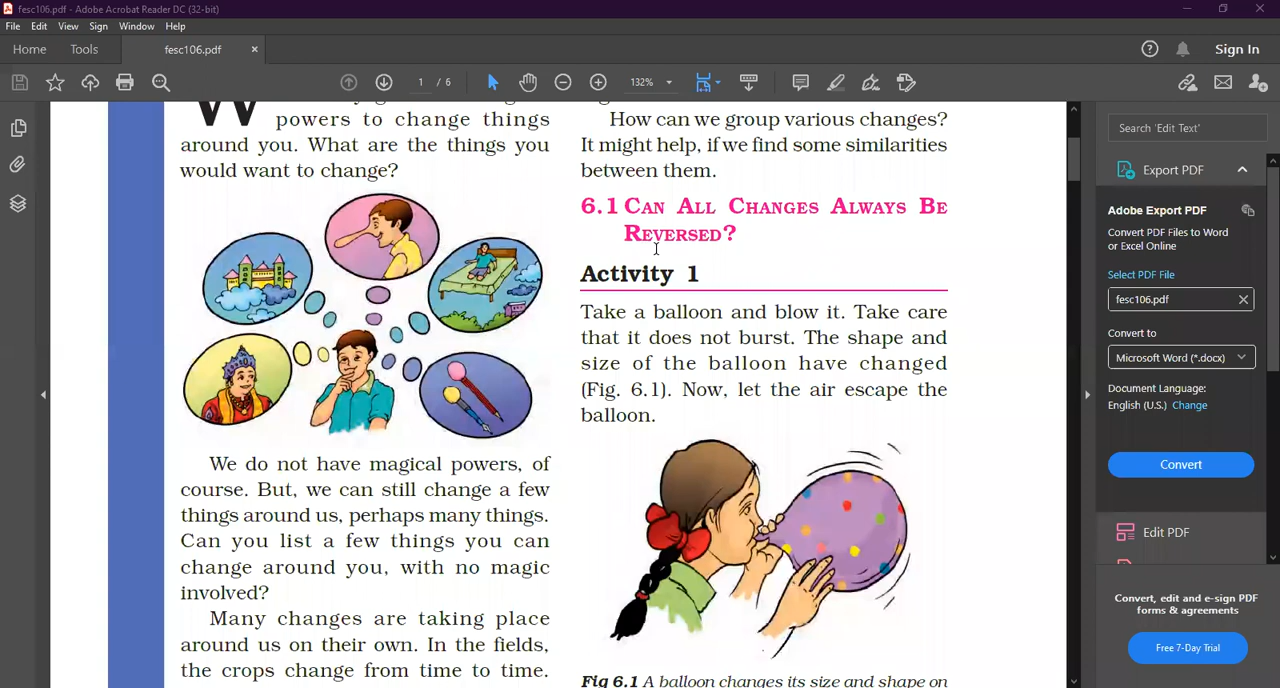 fesc106.pdf - Adobe Acrobat Reader DC (32-bit)
File Edit View Sign Window Help
Home Tools fesc106.pdf Sign In
1 / 6 132%
W
powers to change things
around you. What are the things you
would want to change?
We do not have magical powers, of
course. But, we can still change a few
things around us, perhaps many things.
Can you list a few things you can
change around you, with no magic
involved?
Many changes are taking place
around us on their own. In the fields,
the crops change from time to time.
How can we group various changes?
It might help, if we find some similarities
between them.
6.1 CAN ALL CHANGES ALWAYS BE
REVERSED?
Activity 1
Take a balloon and blow it. Take care
that it does not burst. The shape and
size of the balloon have changed
(Fig. 6.1). Now, let the air escape the
balloon.
Fig 6.1 A balloon changes its size and shape on
Search 'Edit Text'
Export PDF
Adobe Export PDF
Convert PDF Files to Word
or Excel Online
Select PDF File
fesc106.pdf
Convert to
Microsoft Word (*.docx)
Document Language:
English (U.S.) Change
Convert
Edit PDF
Convert, edit and e-sign PDF
forms & agreements
Free 7-Day Trial